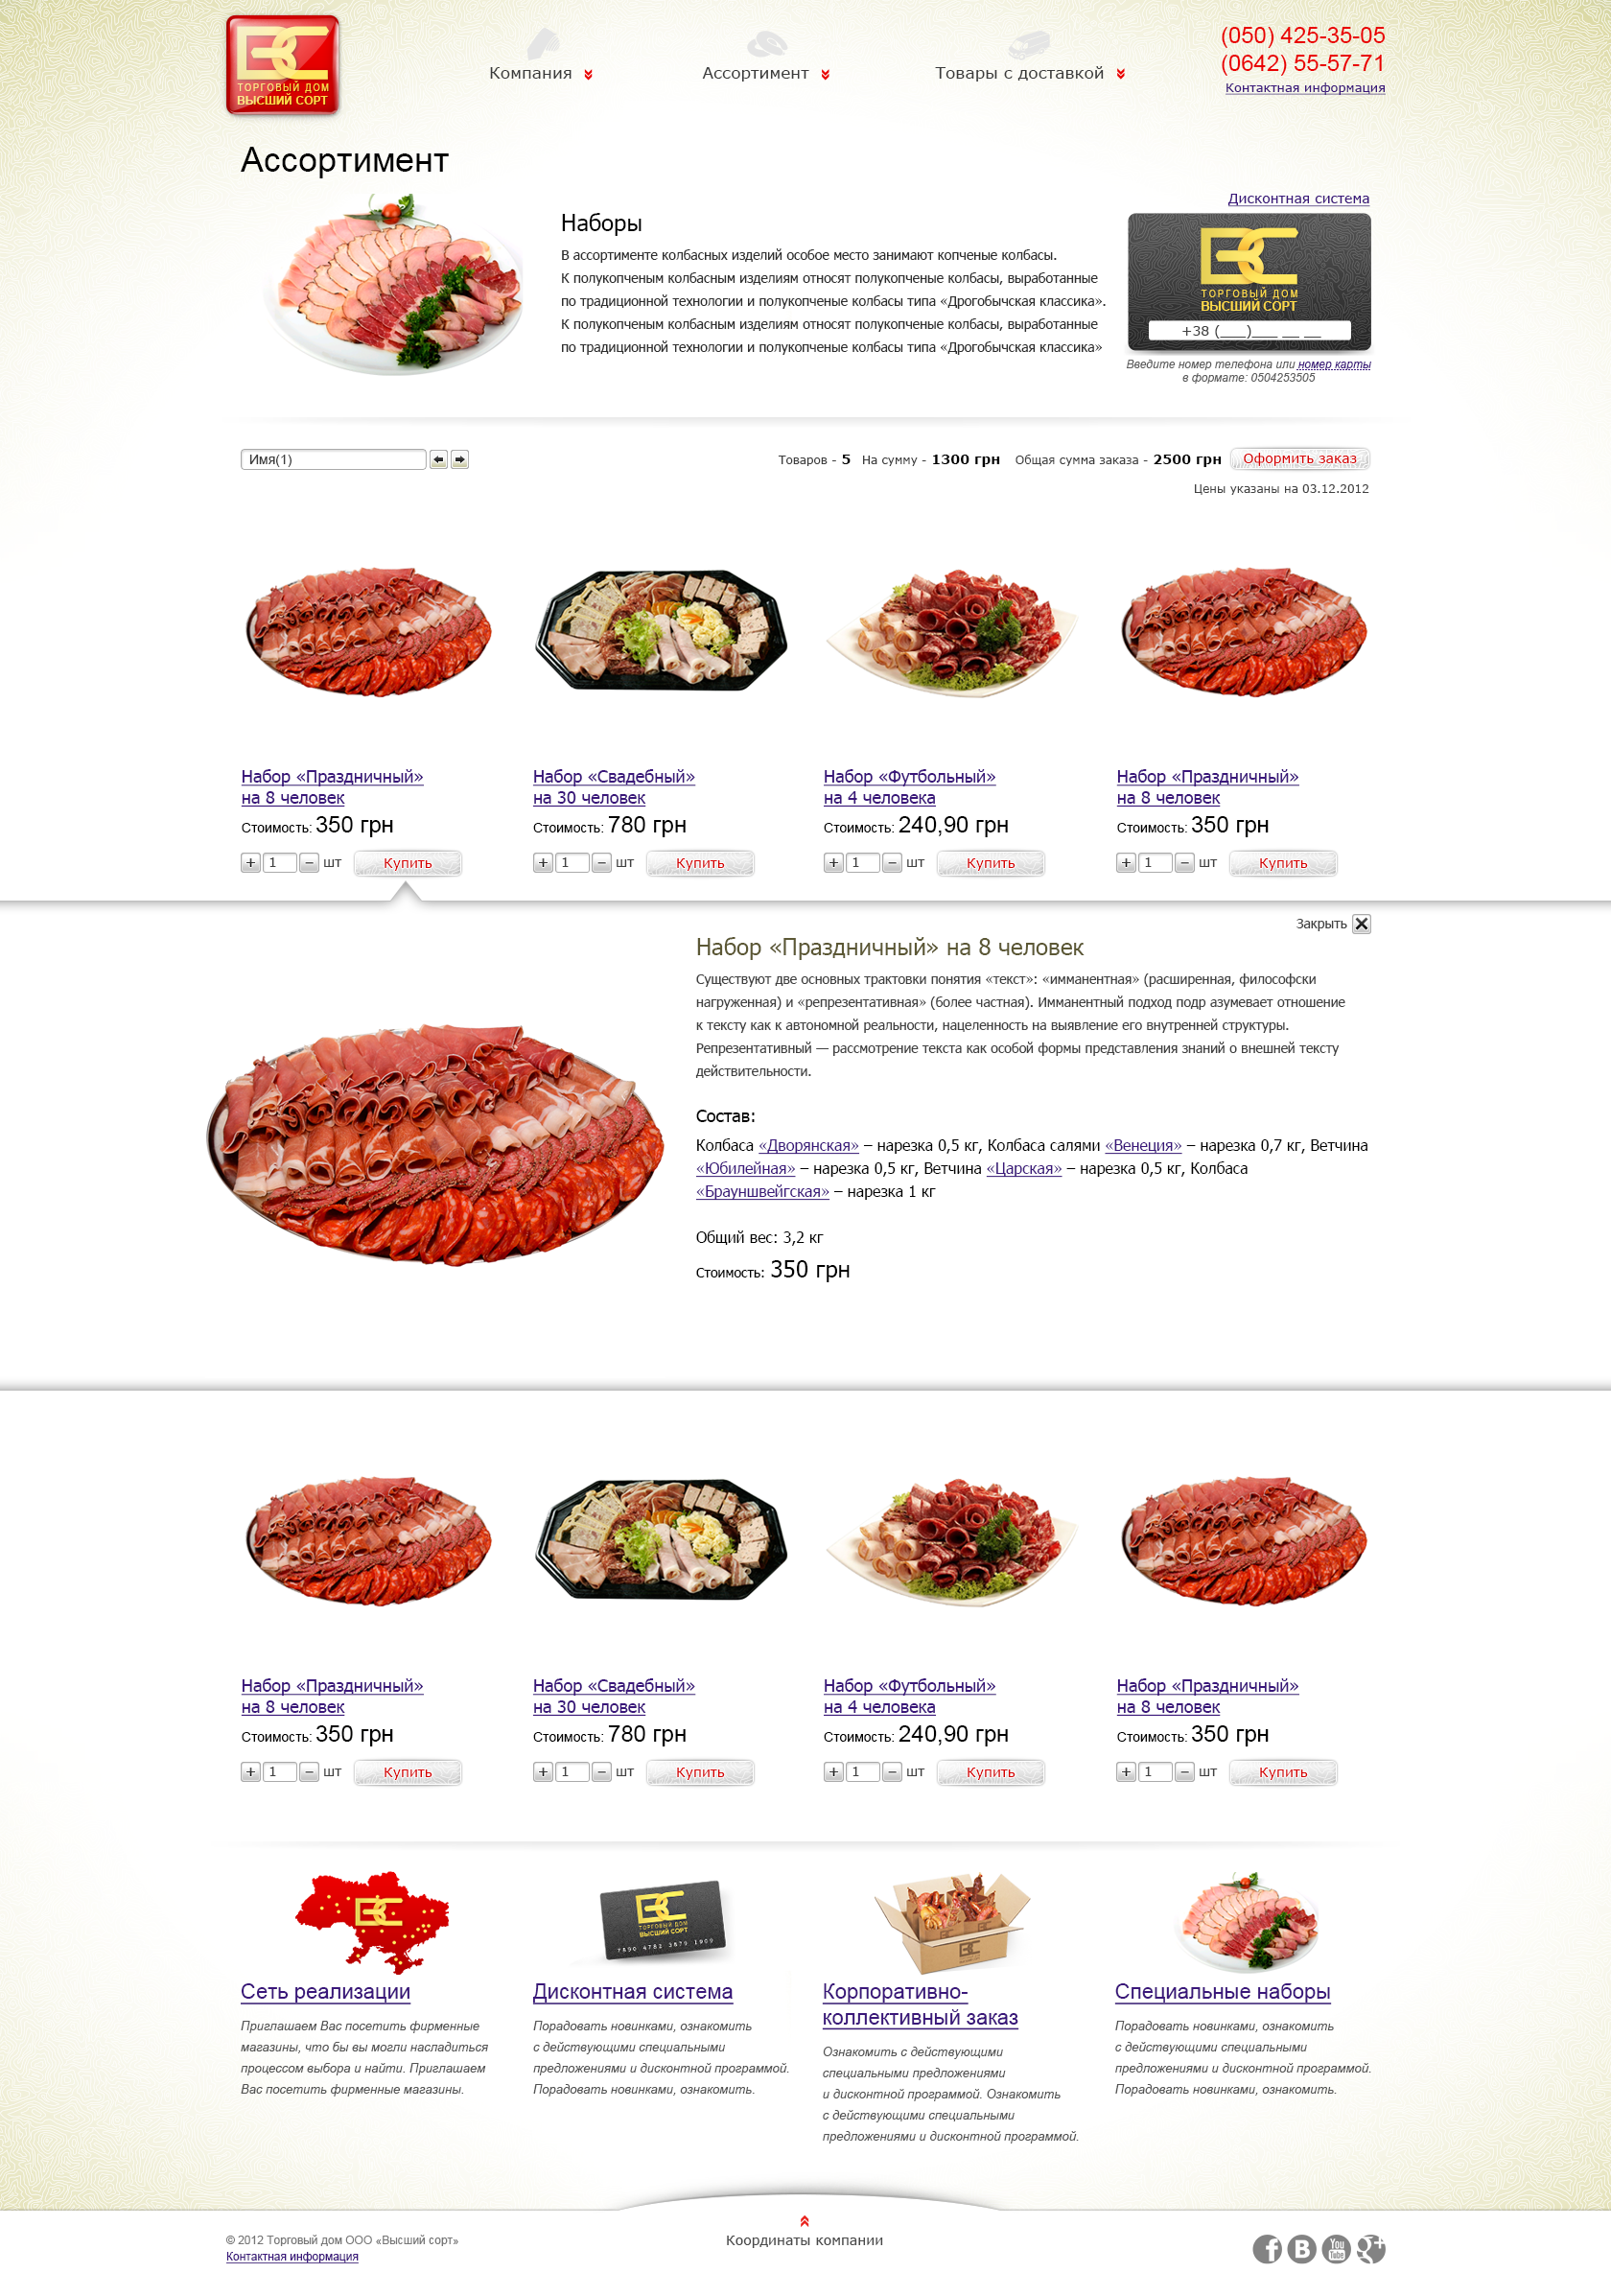 ТОРГОВЫЙ ДОМ
ВЫСШИЙ СОРТ
Компания
Ассортимент
Товары с доставкой
(050) 425-35-05
(0642) 55-57-71
Контактная информация
Ассортимент
Наборы
В ассортименте колбасных изделий особое место занимают копченые колбасы.
К полукопченым колбасным изделиям относят полукопченые колбасы, выработанные
по традиционной технологии и полукопченые колбасы типа «Дрогобычская классика».
К полукопченым колбасным изделиям относят полукопченые колбасы, выработанные
по традиционной технологии и полукопченые колбасы типа «Дрогобычская классика»
Дисконтная система
ТОРГОВЫЙ ДОМ
ВЫСШИЙ СОРТ
+38 (___)___ __ __
Введите номер телефона или номер карты
в формате: 0504253505
Имя(1)
Товаров - 5 На сумму - 1300 грн Общая сумма заказа - 2500 грн Оформить заказ
Цены указаны на 03.12.2012
Набор «Праздничный»
на 8 человек
Стоимость: 350 грн
+ 1 – шт Купить
Набор «Свадебный»
на 30 человек
Стоимость: 780 грн
+ 1 – шт Купить
Набор «Футбольный»
на 4 человека
Стоимость: 240,90 грн
+ 1 – шт Купить
Набор «Праздничный»
на 8 человек
Стоимость: 350 грн
+ 1 – шт Купить
Закрыть
Набор «Праздничный» на 8 человек
Существуют две основных трактовки понятия «текст»: «имманентная» (расширенная, философски
нагруженная) и «репрезентативная» (более частная). Имманентный подход подр азумевает отношение
к тексту как к автономной реальности, нацеленность на выявление его внутренней структуры.
Репрезентативный — рассмотрение текста как особой формы представления знаний о внешней тексту
действительности.
Состав:
Колбаса «Дворянская» – нарезка 0,5 кг, Колбаса салями «Венеция» – нарезка 0,7 кг, Ветчина
«Юбилейная» – нарезка 0,5 кг, Ветчина «Царская» – нарезка 0,5 кг, Колбаса
«Брауншвейгская» – нарезка 1 кг
Общий вес: 3,2 кг
Стоимость: 350 грн
Набор «Праздничный»
на 8 человек
Стоимость: 350 грн
+ 1 – шт Купить
Набор «Свадебный»
на 30 человек
Стоимость: 780 грн
+ 1 – шт Купить
Набор «Футбольный»
на 4 человека
Стоимость: 240,90 грн
+ 1 – шт Купить
Набор «Праздничный»
на 8 человек
Стоимость: 350 грн
+ 1 – шт Купить
Сеть реализации
Приглашаем Вас посетить фирменные
магазины, что бы вы могли насладиться
процессом выбора и найти. Приглашаем
Вас посетить фирменные магазины.
ТОРГОВЫЙ ДОМ
ВЫСШИЙ СОРТ
7890 4782 3879 1909
Дисконтная система
Порадовать новинками, ознакомить
с действующими специальными
предложениями и дисконтной программой.
Порадовать новинками, ознакомить.
Корпоративно-
коллективный заказ
Ознакомить с действующими
специальными предложениями
и дисконтной программой. Ознакомить
с действующими специальными
предложениями и дисконтной программой.
Специальные наборы
Порадовать новинками, ознакомить
с действующими специальными
предложениями и дисконтной программой.
Порадовать новинками, ознакомить.
© 2012 Торговый дом ООО «Высший сорт»
Контактная информация
Координаты компании
You
Tube